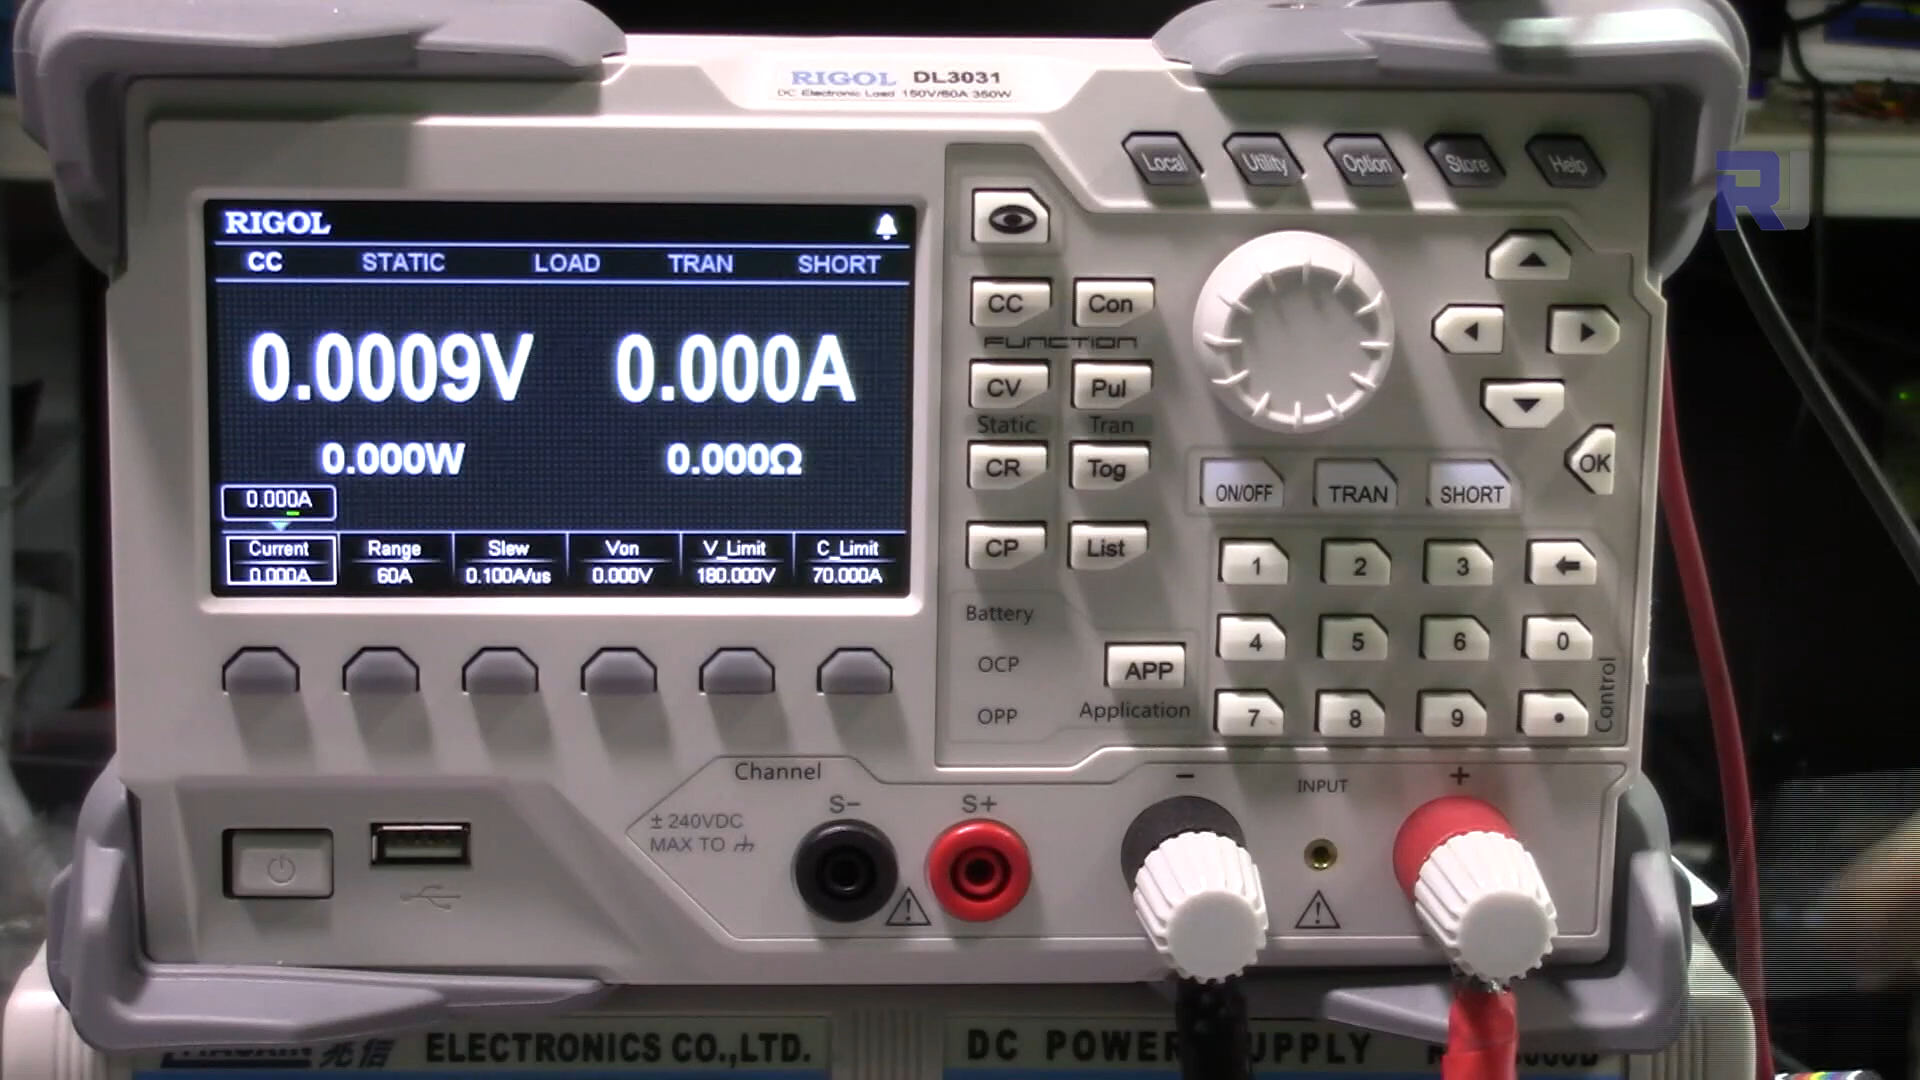 RIGOL DL3031
DC Electronic Load 150V/60A 350W
Local Utility Option Store Help
RIGOL
CC STATIC LOAD TRAN SHORT
0.0009V 0.000A
0.000W 0.000Ω
0.000A
Current Range Slew Von V_Limit C_Limit
0.000A 60A 0.100A/us 0.000V 180.000V 70.000A
CC Con
FUNCTION
CV Pul
Static Tran
CR Tog
CP List
Battery
OCP
OPP
APP
Application
OK
ON/OFF TRAN SHORT
1 2 3
4 5 6 0
7 8 9 •
Control
Channel
± 240VDC
MAX TO
S− S+
− INPUT +
兆信 ELECTRONICS CO.,LTD.
DC POWER